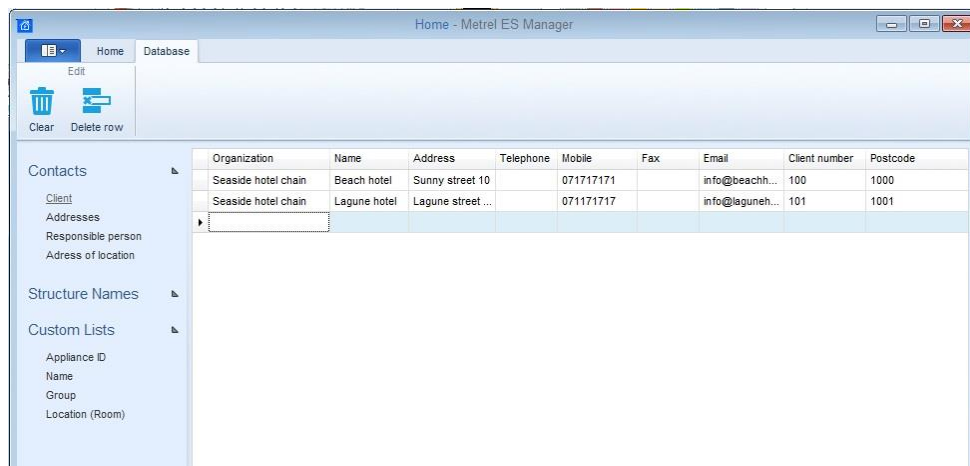 Home - Metrel ES Manager
Home Database
Edit
Clear Delete row
Contacts
Client
Addresses
Responsible person
Adress of location
Structure Names
Custom Lists
Appliance ID
Name
Group
Location (Room)
Organization Name Address Telephone Mobile Fax Email Client number Postcode
Seaside hotel chain Beach hotel Sunny street 10 071717171 info@beachh... 100 1000
Seaside hotel chain Lagune hotel Lagune street ... 071171717 info@laguneh... 101 1001